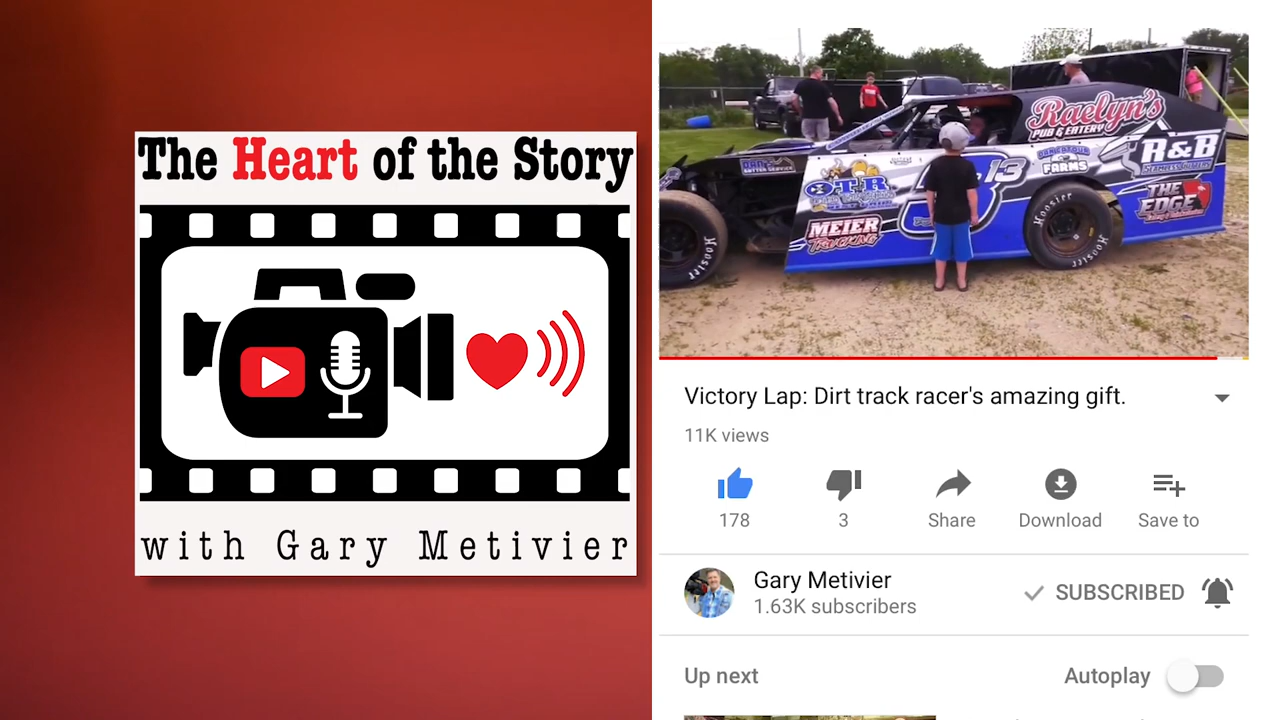 The Heart of the Story
with Gary Metivier
Raelyn's
PUB & EATERY
R&B
FARMS
13
OTR
THE
EDGE
MEIER
TRUCKING
Hoosier
Hoosier
Victory Lap: Dirt track racer's amazing gift.
11K views
178
3
Share
Download
Save to
Gary Metivier
1.63K subscribers
SUBSCRIBED
Up next
Autoplay